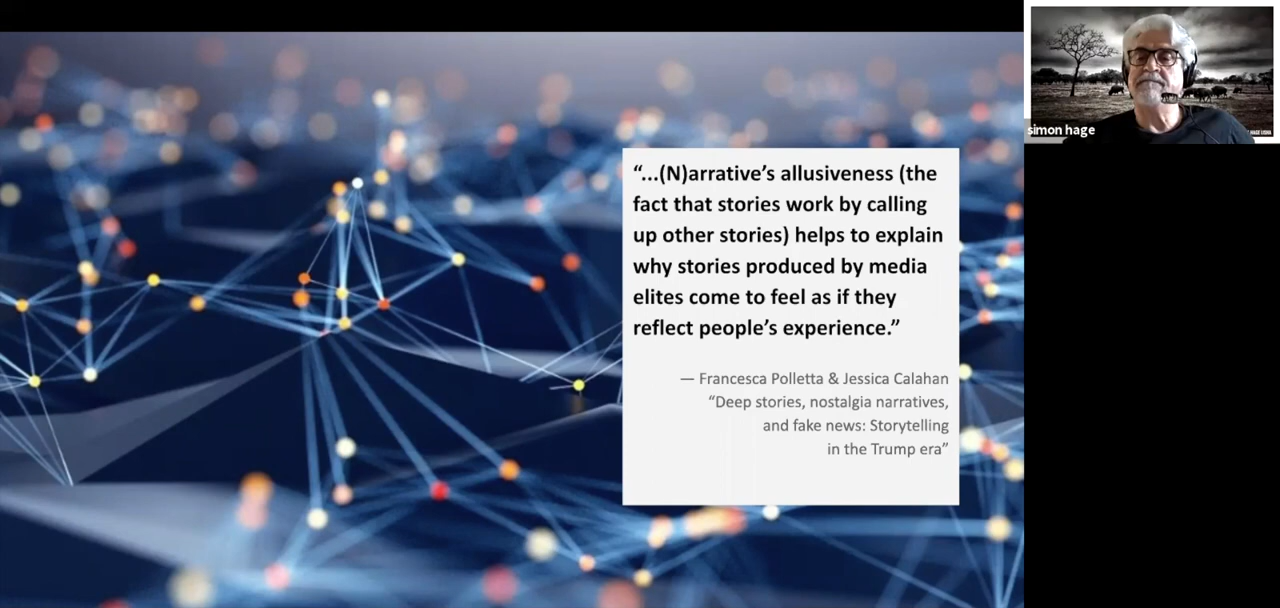 “...(N)arrative’s allusiveness (the
fact that stories work by calling
up other stories) helps to explain
why stories produced by media
elites come to feel as if they
reflect people’s experience.”
— Francesca Polletta & Jessica Calahan
“Deep stories, nostalgia narratives,
and fake news: Storytelling
in the Trump era”
simon hage